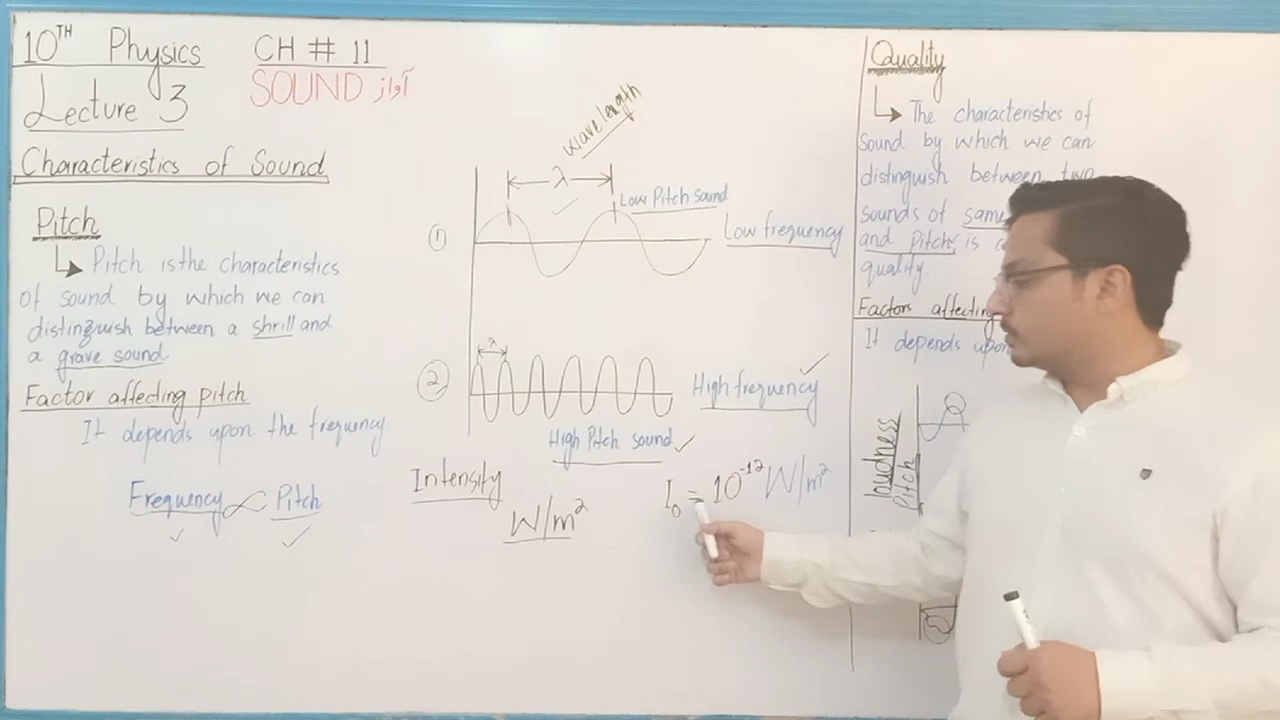 10TH Physics CH # 11
Lecture 3 SOUND آواز
Characteristics of Sound
Pitch
Pitch is the characteristics
of sound by which we can
distinguish between a shrill and
a grave sound
Factor affecting pitch
It depends upon the frequency.
Frequency ∝ Pitch
wave length
λ
Low Pitch sound
① Low frequency
λ
② High frequency
High Pitch sound
Intensity
W/m²
I₀ = 10⁻¹² W/m²
Quality
The characteristics of
Sound by which we can
distinguish between two
sounds of same
and pitch, is
quality.
Factors affecting
It depends upon
loudness
Pitch